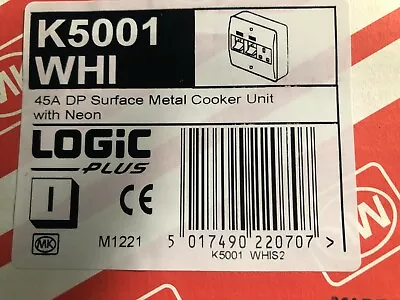 K5001
WHI
45A DP Surface Metal Cooker Unit
with Neon
LOGIC
PLUS
I
CE
MK
M1221
5 017490 220707 >
K5001 WHIS2
MK